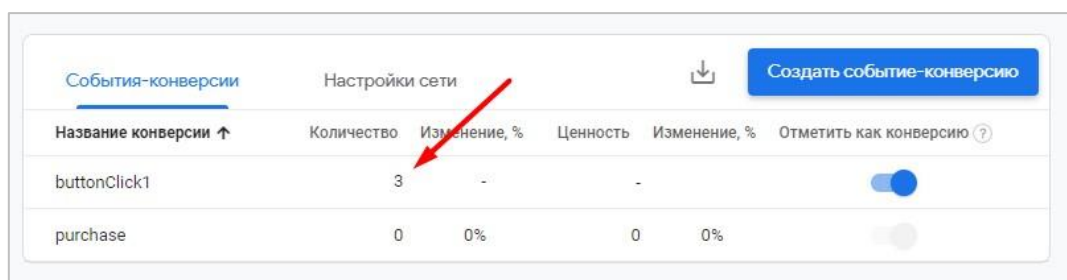 События-конверсии Настройки сети Создать событие-конверсию
Название конверсии ↑ Количество Изменение, % Ценность Изменение, % Отметить как конверсию ?
buttonClick1 3 - -
purchase 0 0% 0 0%